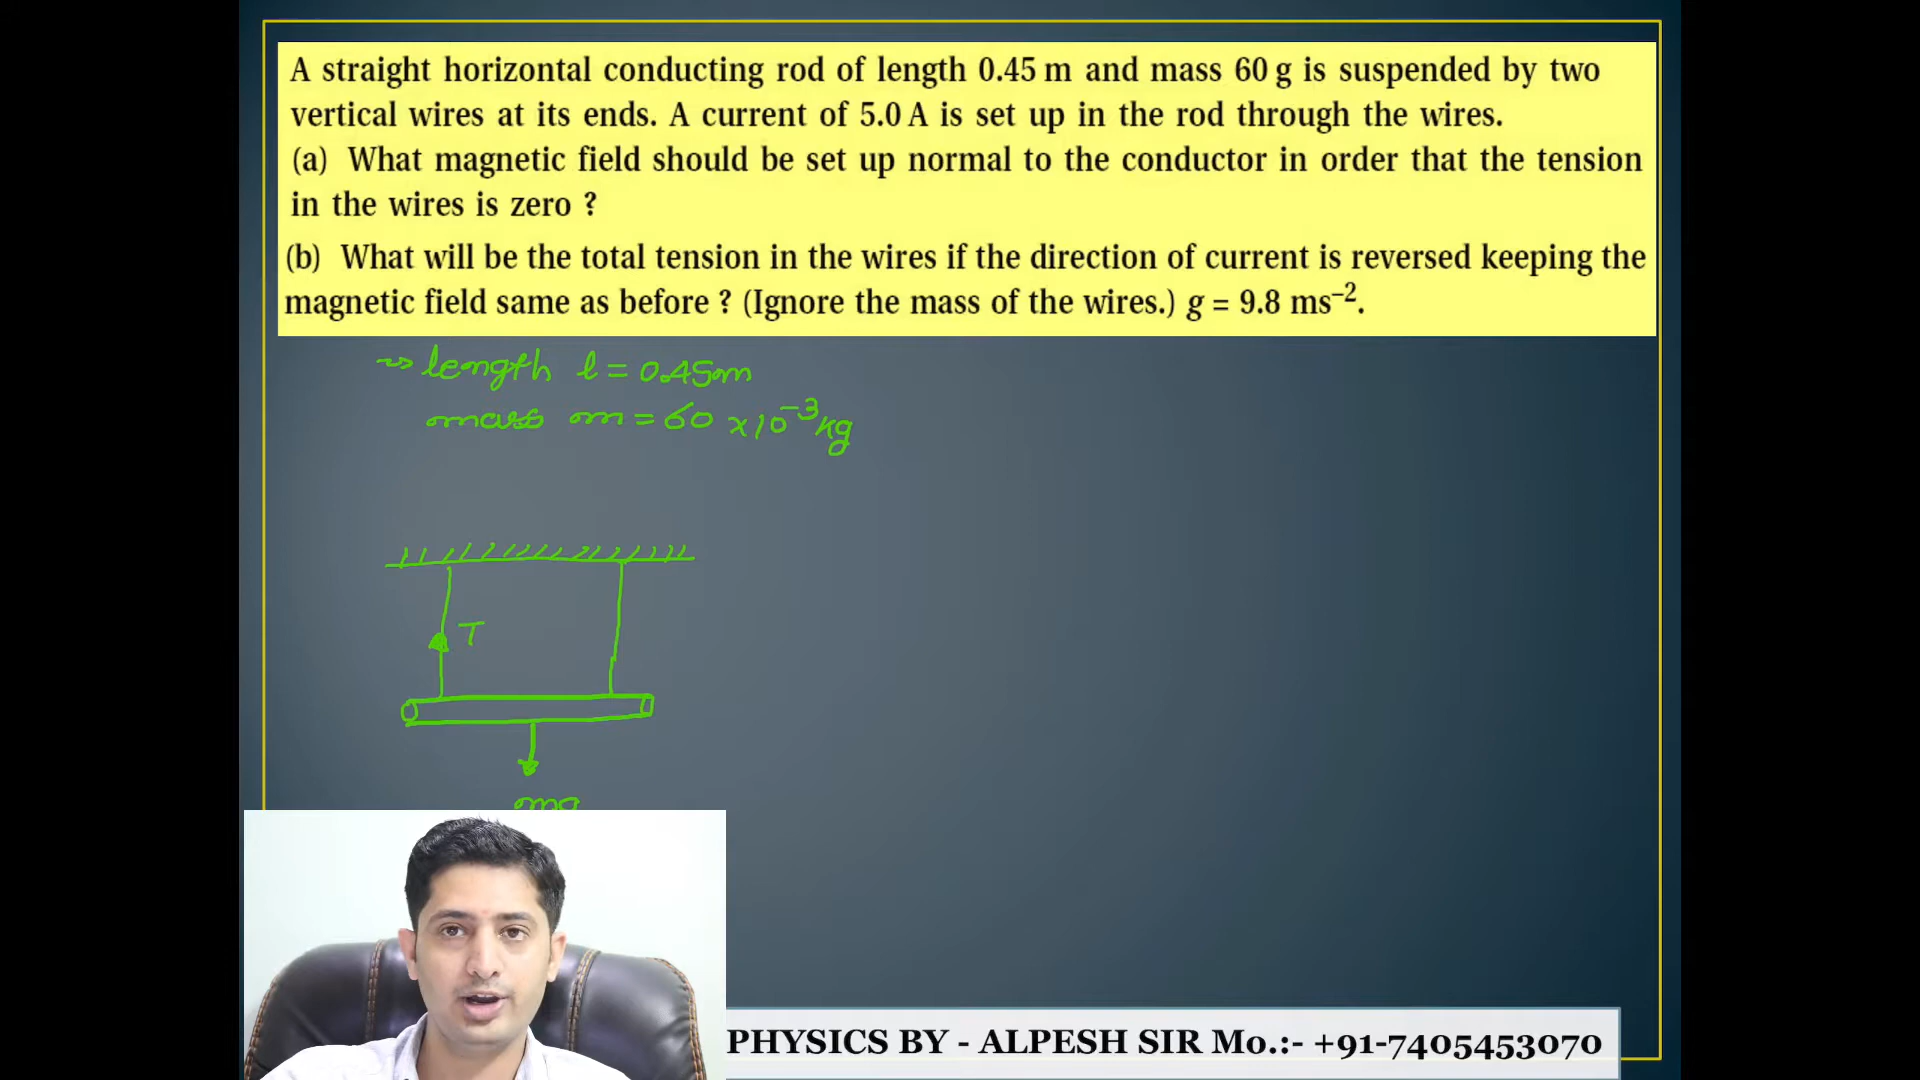 A straight horizontal conducting rod of length 0.45 m and mass 60 g is suspended by two
vertical wires at its ends. A current of 5.0 A is set up in the rod through the wires.
(a) What magnetic field should be set up normal to the conductor in order that the tension
in the wires is zero ?
(b) What will be the total tension in the wires if the direction of current is reversed keeping the
magnetic field same as before ? (Ignore the mass of the wires.) g = 9.8 ms⁻².
length l = 0.45m
mass m = 60 × 10⁻³ kg
T
mg
PHYSICS BY - ALPESH SIR Mo.:- +91-7405453070